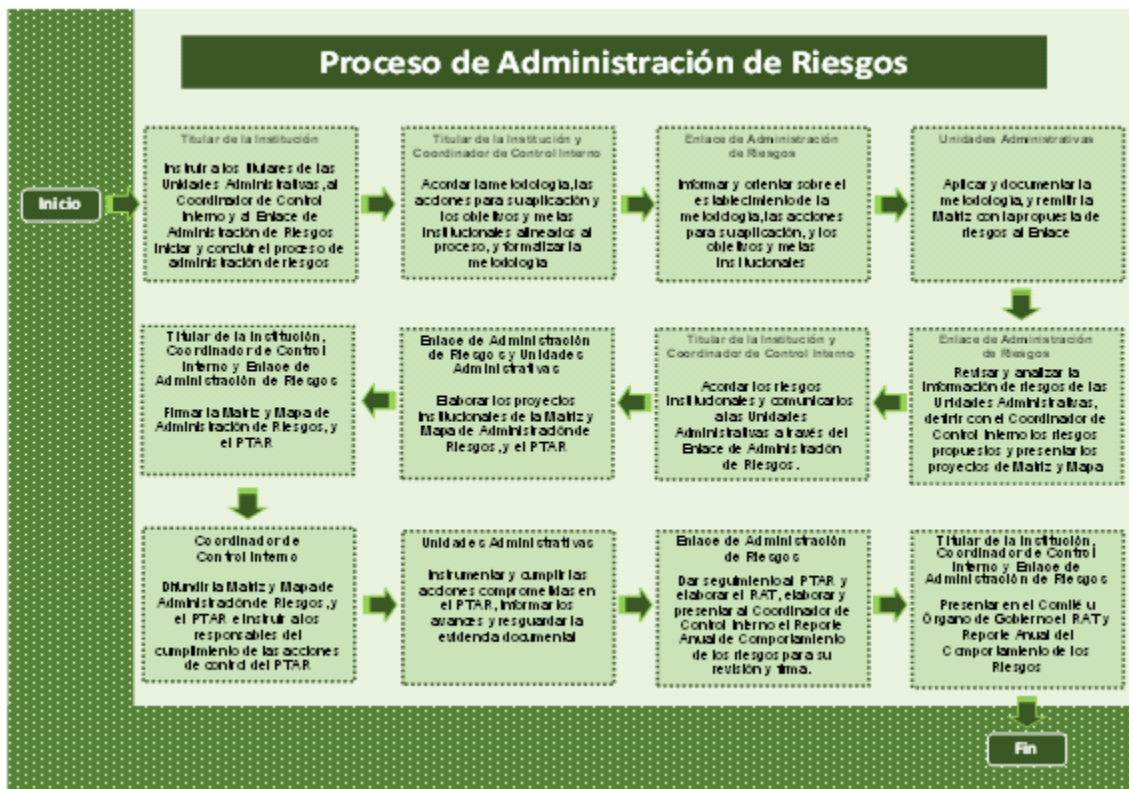 Proceso de Administración de Riesgos
Inicio
Titular de la Institución
Instruir a los titulares de las
Unidades Administrativas, al
Coordinador de Control
Interno y al Enlace de
Administración de Riesgos
iniciar y concluir el proceso de
administración de riesgos
Titular de la Institución y
Coordinador de Control Interno
Acordar la metodología, las
acciones para su aplicación
y los objetivos y metas
institucionales alineados al
proceso, y formalizar la
metodología
Enlace de Administración
de Riesgos
Informar y orientar sobre el
establecimiento de la
metodología, las acciones
para su aplicación, y los
objetivos y metas
institucionales
Unidades Administrativas
Aplicar y documentar la
metodología, y remitir la
Matriz con la propuesta de
riesgos al Enlace
Enlace de Administración
de Riesgos
Revisar y analizar la
información de riesgos de las
Unidades Administrativas,
definir con el Coordinador de
Control Interno los riesgos
propuestos y presentar los
proyectos de Matriz y Mapa
Titular de la Institución y
Coordinador de Control Interno
Acordar los riesgos
institucionales y comunicarlos
a las Unidades
Administrativas a través del
Enlace de Administración
de Riesgos.
Enlace de Administración
de Riesgos y Unidades
Administrativas
Elaborar los proyectos
institucionales de la Matriz y
Mapa de Administración de
Riesgos, y el PTAR
Titular de la Institución,
Coordinador de Control
Interno y Enlace de
Administración de Riesgos
Firmar la Matriz y Mapa de
Administración de Riesgos, y
el PTAR
Coordinador de
Control Interno
Difundir la Matriz y Mapa de
Administración de Riesgos, y
el PTAR e instruir a los
responsables del
cumplimiento de las acciones
de control del PTAR
Unidades Administrativas
Instrumentar y cumplir las
acciones comprometidas en
el PTAR, informar los
avances y resguardar la
evidencia documental
Enlace de Administración
de Riesgos
Dar seguimiento al PTAR y
elaborar el RAT, elaborar y
presentar al Coordinador de
Control Interno el Reporte
Anual de Comportamiento
de los riesgos para su
revisión y firma.
Titular de la Institución,
Coordinador de Control
Interno y Enlace de
Administración de Riesgos
Presentar en el Comité u
Órgano de Gobierno el RAT y
Reporte Anual del
Comportamiento de los
Riesgos
Fin